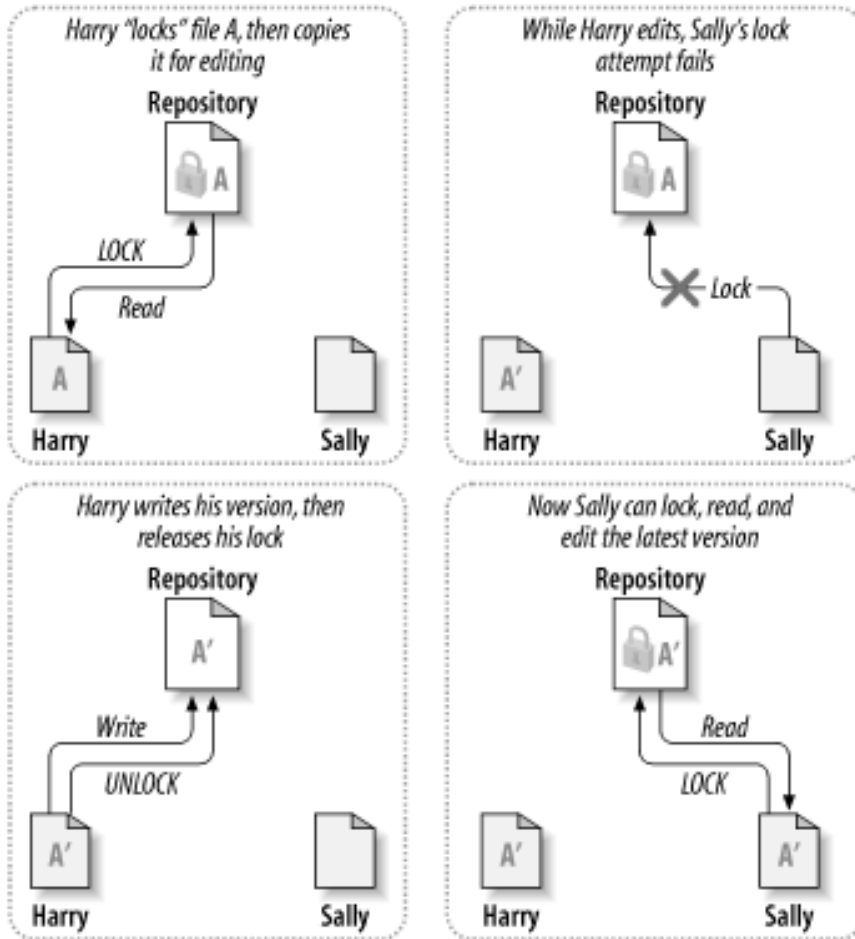 Harry “locks” file A, then copies
it for editing
Repository
A
LOCK
Read
A
Harry
Sally
While Harry edits, Sally’s lock
attempt fails
Repository
A
Lock
A’
Harry
Sally
Harry writes his version, then
releases his lock
Repository
A’
Write
UNLOCK
A’
Harry
Sally
Now Sally can lock, read, and
edit the latest version
Repository
A’
Read
LOCK
A’
A’
Harry
Sally